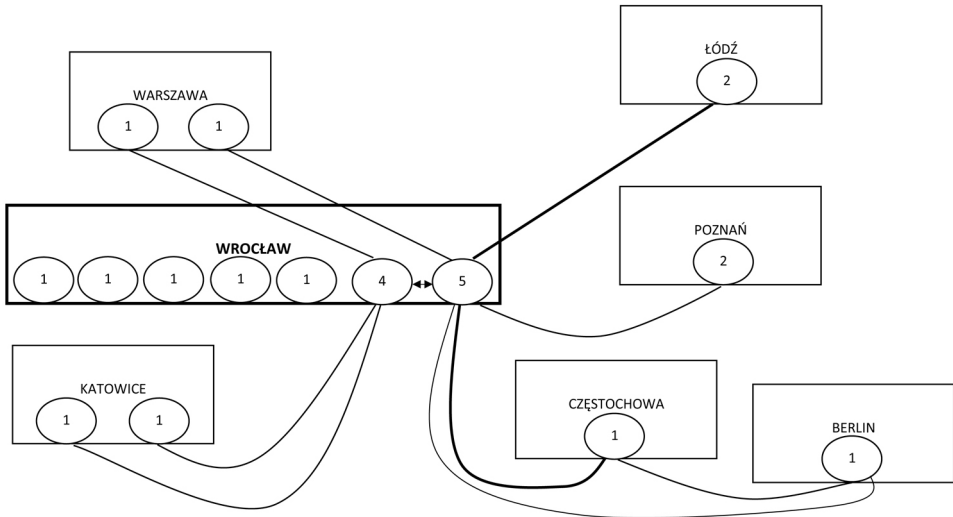 ŁÓDŹ
2
WARSZAWA
1 1
WROCŁAW
1 1 1 1 1 4 5
POZNAŃ
2
KATOWICE
1 1
CZĘSTOCHOWA
1
BERLIN
1